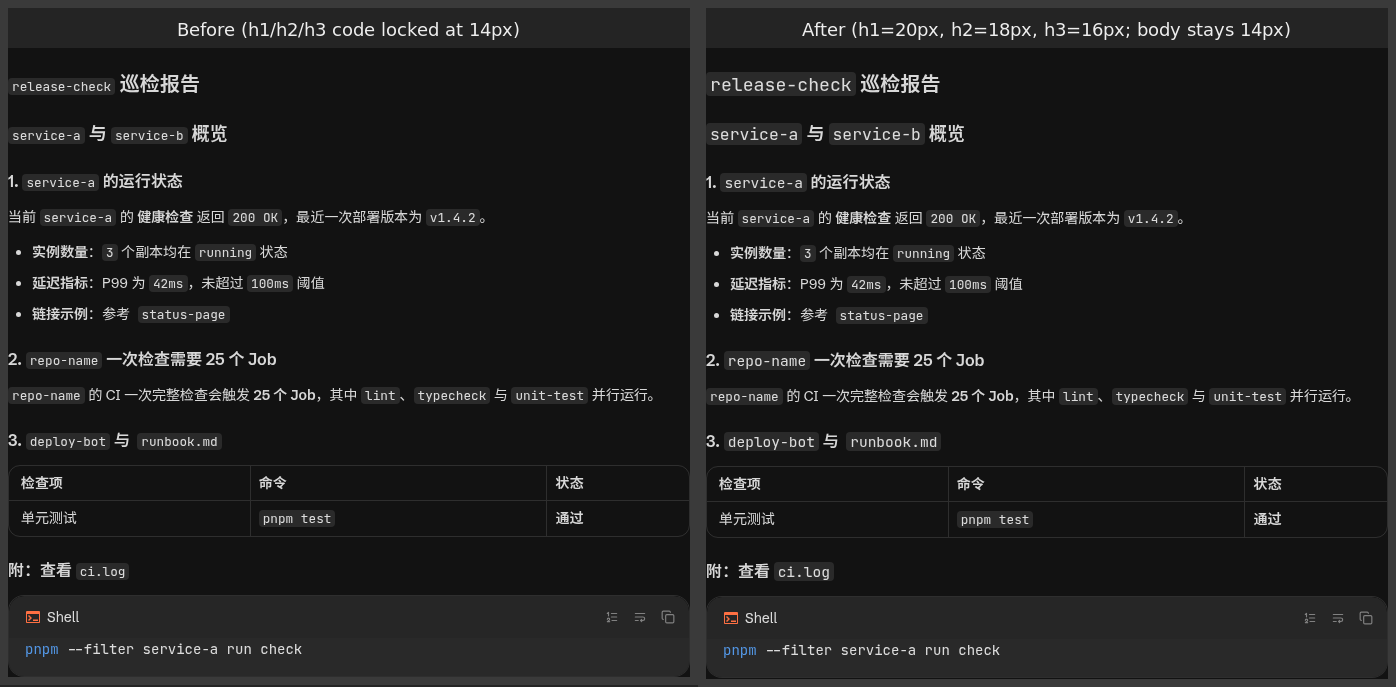 Before (h1/h2/h3 code locked at 14px)
release-check 巡检报告
service-a 与 service-b 概览
1. service-a 的运行状态
当前 service-a 的 健康检查 返回 200 OK，最近一次部署版本为 v1.4.2。
• 实例数量：3 个副本均在 running 状态
• 延迟指标：P99 为 42ms，未超过 100ms 阈值
• 链接示例：参考 status-page
2. repo-name 一次检查需要 25 个 Job
repo-name 的 CI 一次完整检查会触发 25 个 Job，其中 lint、typecheck 与 unit-test 并行运行。
3. deploy-bot 与 runbook.md
检查项 命令 状态
单元测试 pnpm test 通过
附：查看 ci.log
Shell
pnpm --filter service-a run check
After (h1=20px, h2=18px, h3=16px; body stays 14px)
release-check 巡检报告
service-a 与 service-b 概览
1. service-a 的运行状态
当前 service-a 的 健康检查 返回 200 OK，最近一次部署版本为 v1.4.2。
• 实例数量：3 个副本均在 running 状态
• 延迟指标：P99 为 42ms，未超过 100ms 阈值
• 链接示例：参考 status-page
2. repo-name 一次检查需要 25 个 Job
repo-name 的 CI 一次完整检查会触发 25 个 Job，其中 lint、typecheck 与 unit-test 并行运行。
3. deploy-bot 与 runbook.md
检查项 命令 状态
单元测试 pnpm test 通过
附：查看 ci.log
Shell
pnpm --filter service-a run check